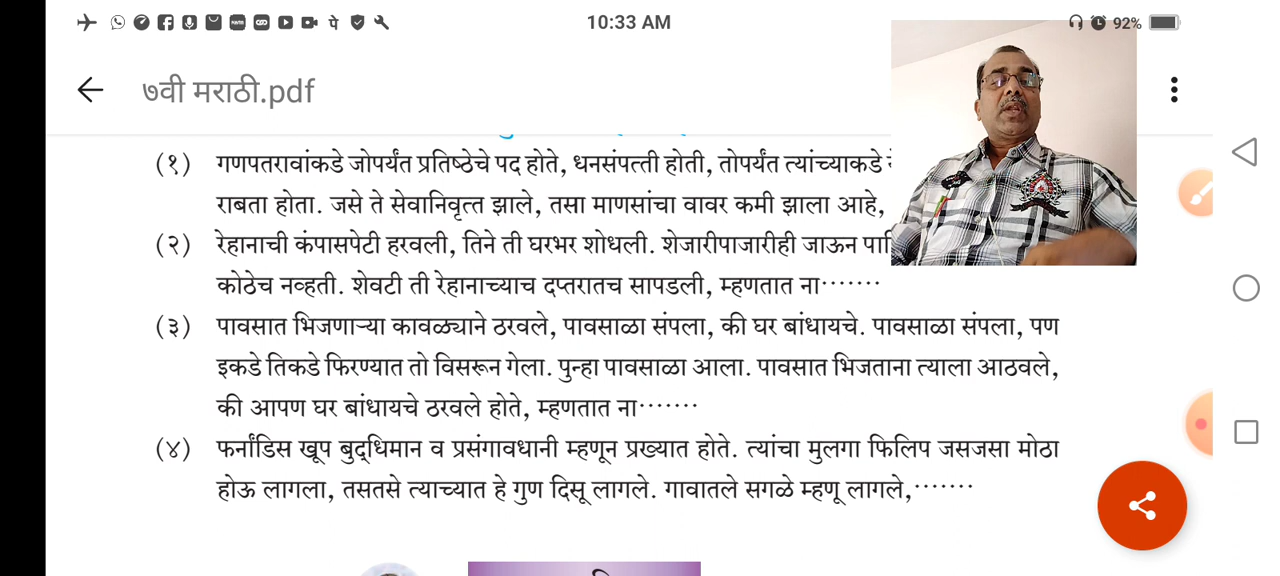 10:33 AM
92%
७वी मराठी.pdf
(१) गणपतरावांकडे जोपर्यंत प्रतिष्ठेचे पद होते, धनसंपत्ती होती, तोपर्यंत त्यांच्याकडे
राबता होता. जसे ते सेवानिवृत्त झाले, तसा माणसांचा वावर कमी झाला आहे,
(२) रेहानाची कंपासपेटी हरवली, तिने ती घरभर शोधली. शेजारीपाजारीही जाऊन
कोठेच नव्हती. शेवटी ती रेहानाच्याच दप्तरातच सापडली, म्हणतात ना·······
(३) पावसात भिजणाऱ्या कावळ्याने ठरवले, पावसाळा संपला, की घर बांधायचे. पावसाळा संपला, पण
इकडे तिकडे फिरण्यात तो विसरून गेला. पुन्हा पावसाळा आला. पावसात भिजताना त्याला आठवले,
की आपण घर बांधायचे ठरवले होते, म्हणतात ना·······
(४) फर्नांडिस खूप बुद्धिमान व प्रसंगावधानी म्हणून प्रख्यात होते. त्यांचा मुलगा फिलिप जसजसा मोठा
होऊ लागला, तसतसे त्याच्यात हे गुण दिसू लागले. गावातले सगळे म्हणू लागले,·······